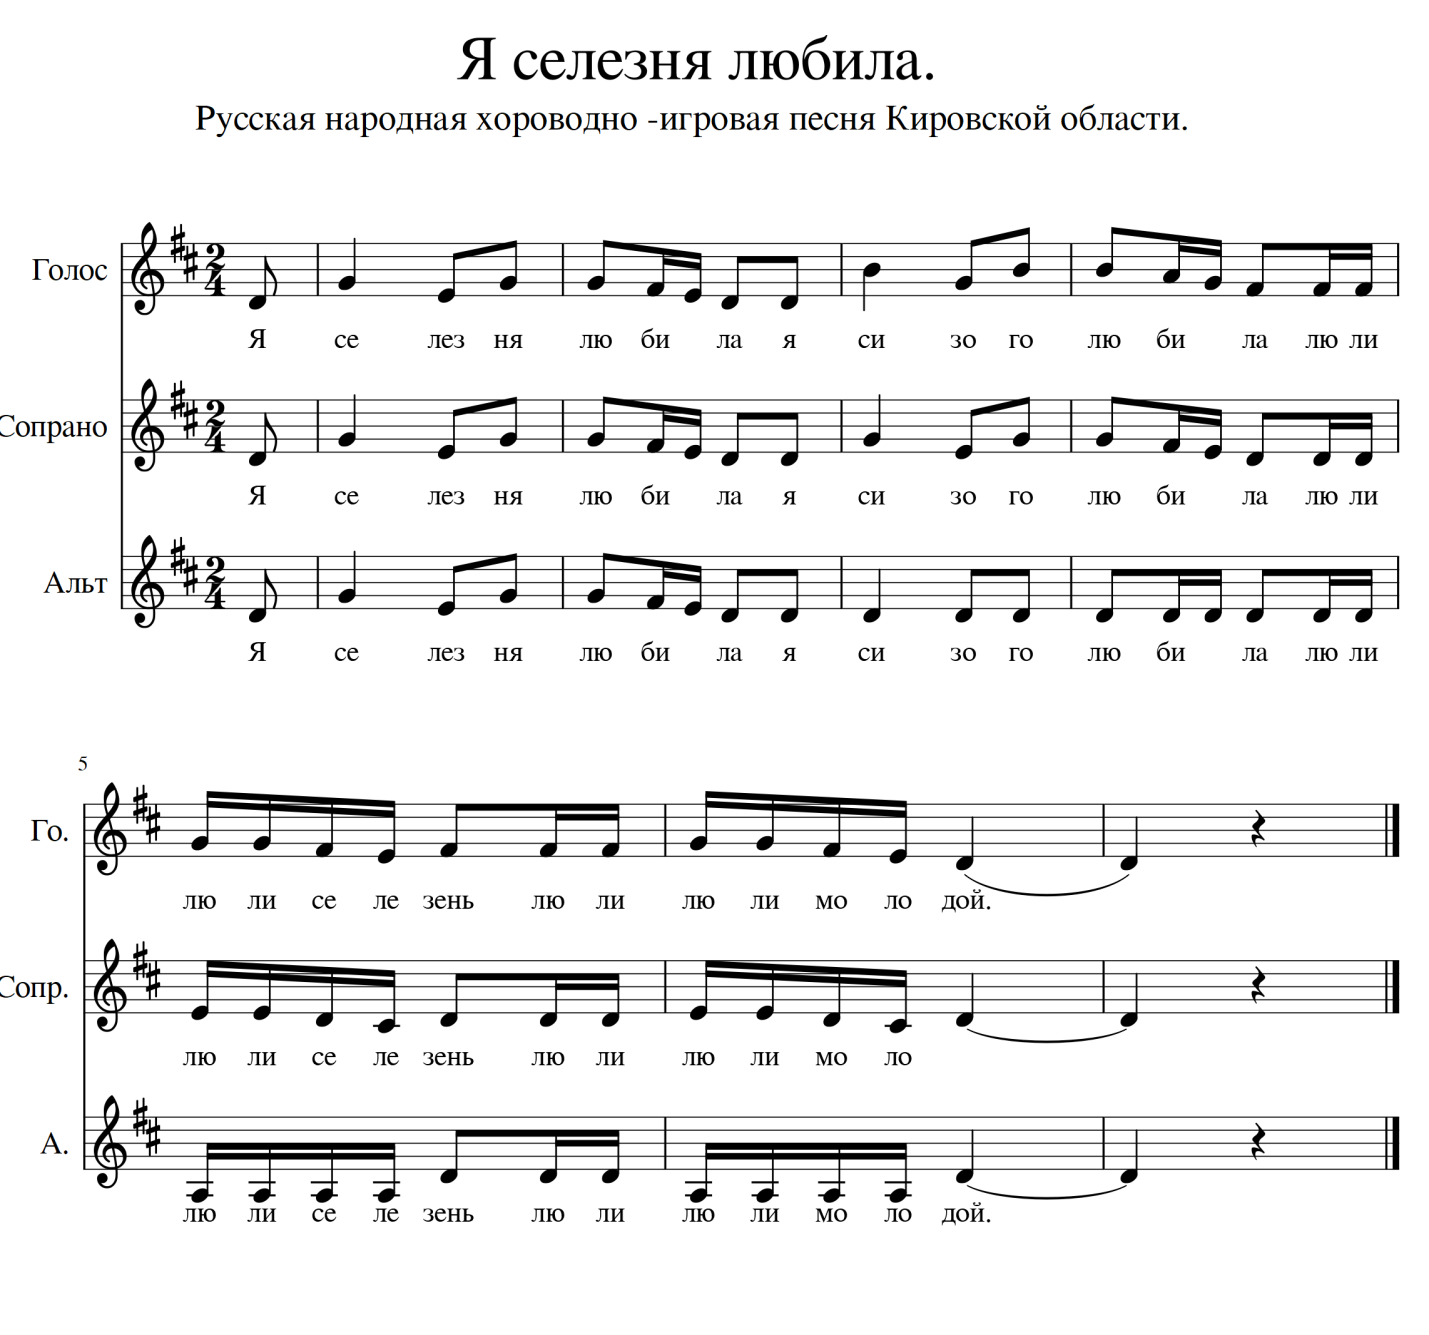 Я селезня любила.
Русская народная хороводно -игровая песня Кировской области.
Голос
Я се лез ня лю би ла я си зо го лю би ла лю ли
Сопрано
Я се лез ня лю би ла я си зо го лю би ла лю ли
Альт
Я се лез ня лю би ла я си зо го лю би ла лю ли
5
Го.
лю ли се ле зень лю ли лю ли мо ло дой.
Сопр.
лю ли се ле зень лю ли лю ли мо ло
А.
лю ли се ле зень лю ли лю ли мо ло дой.